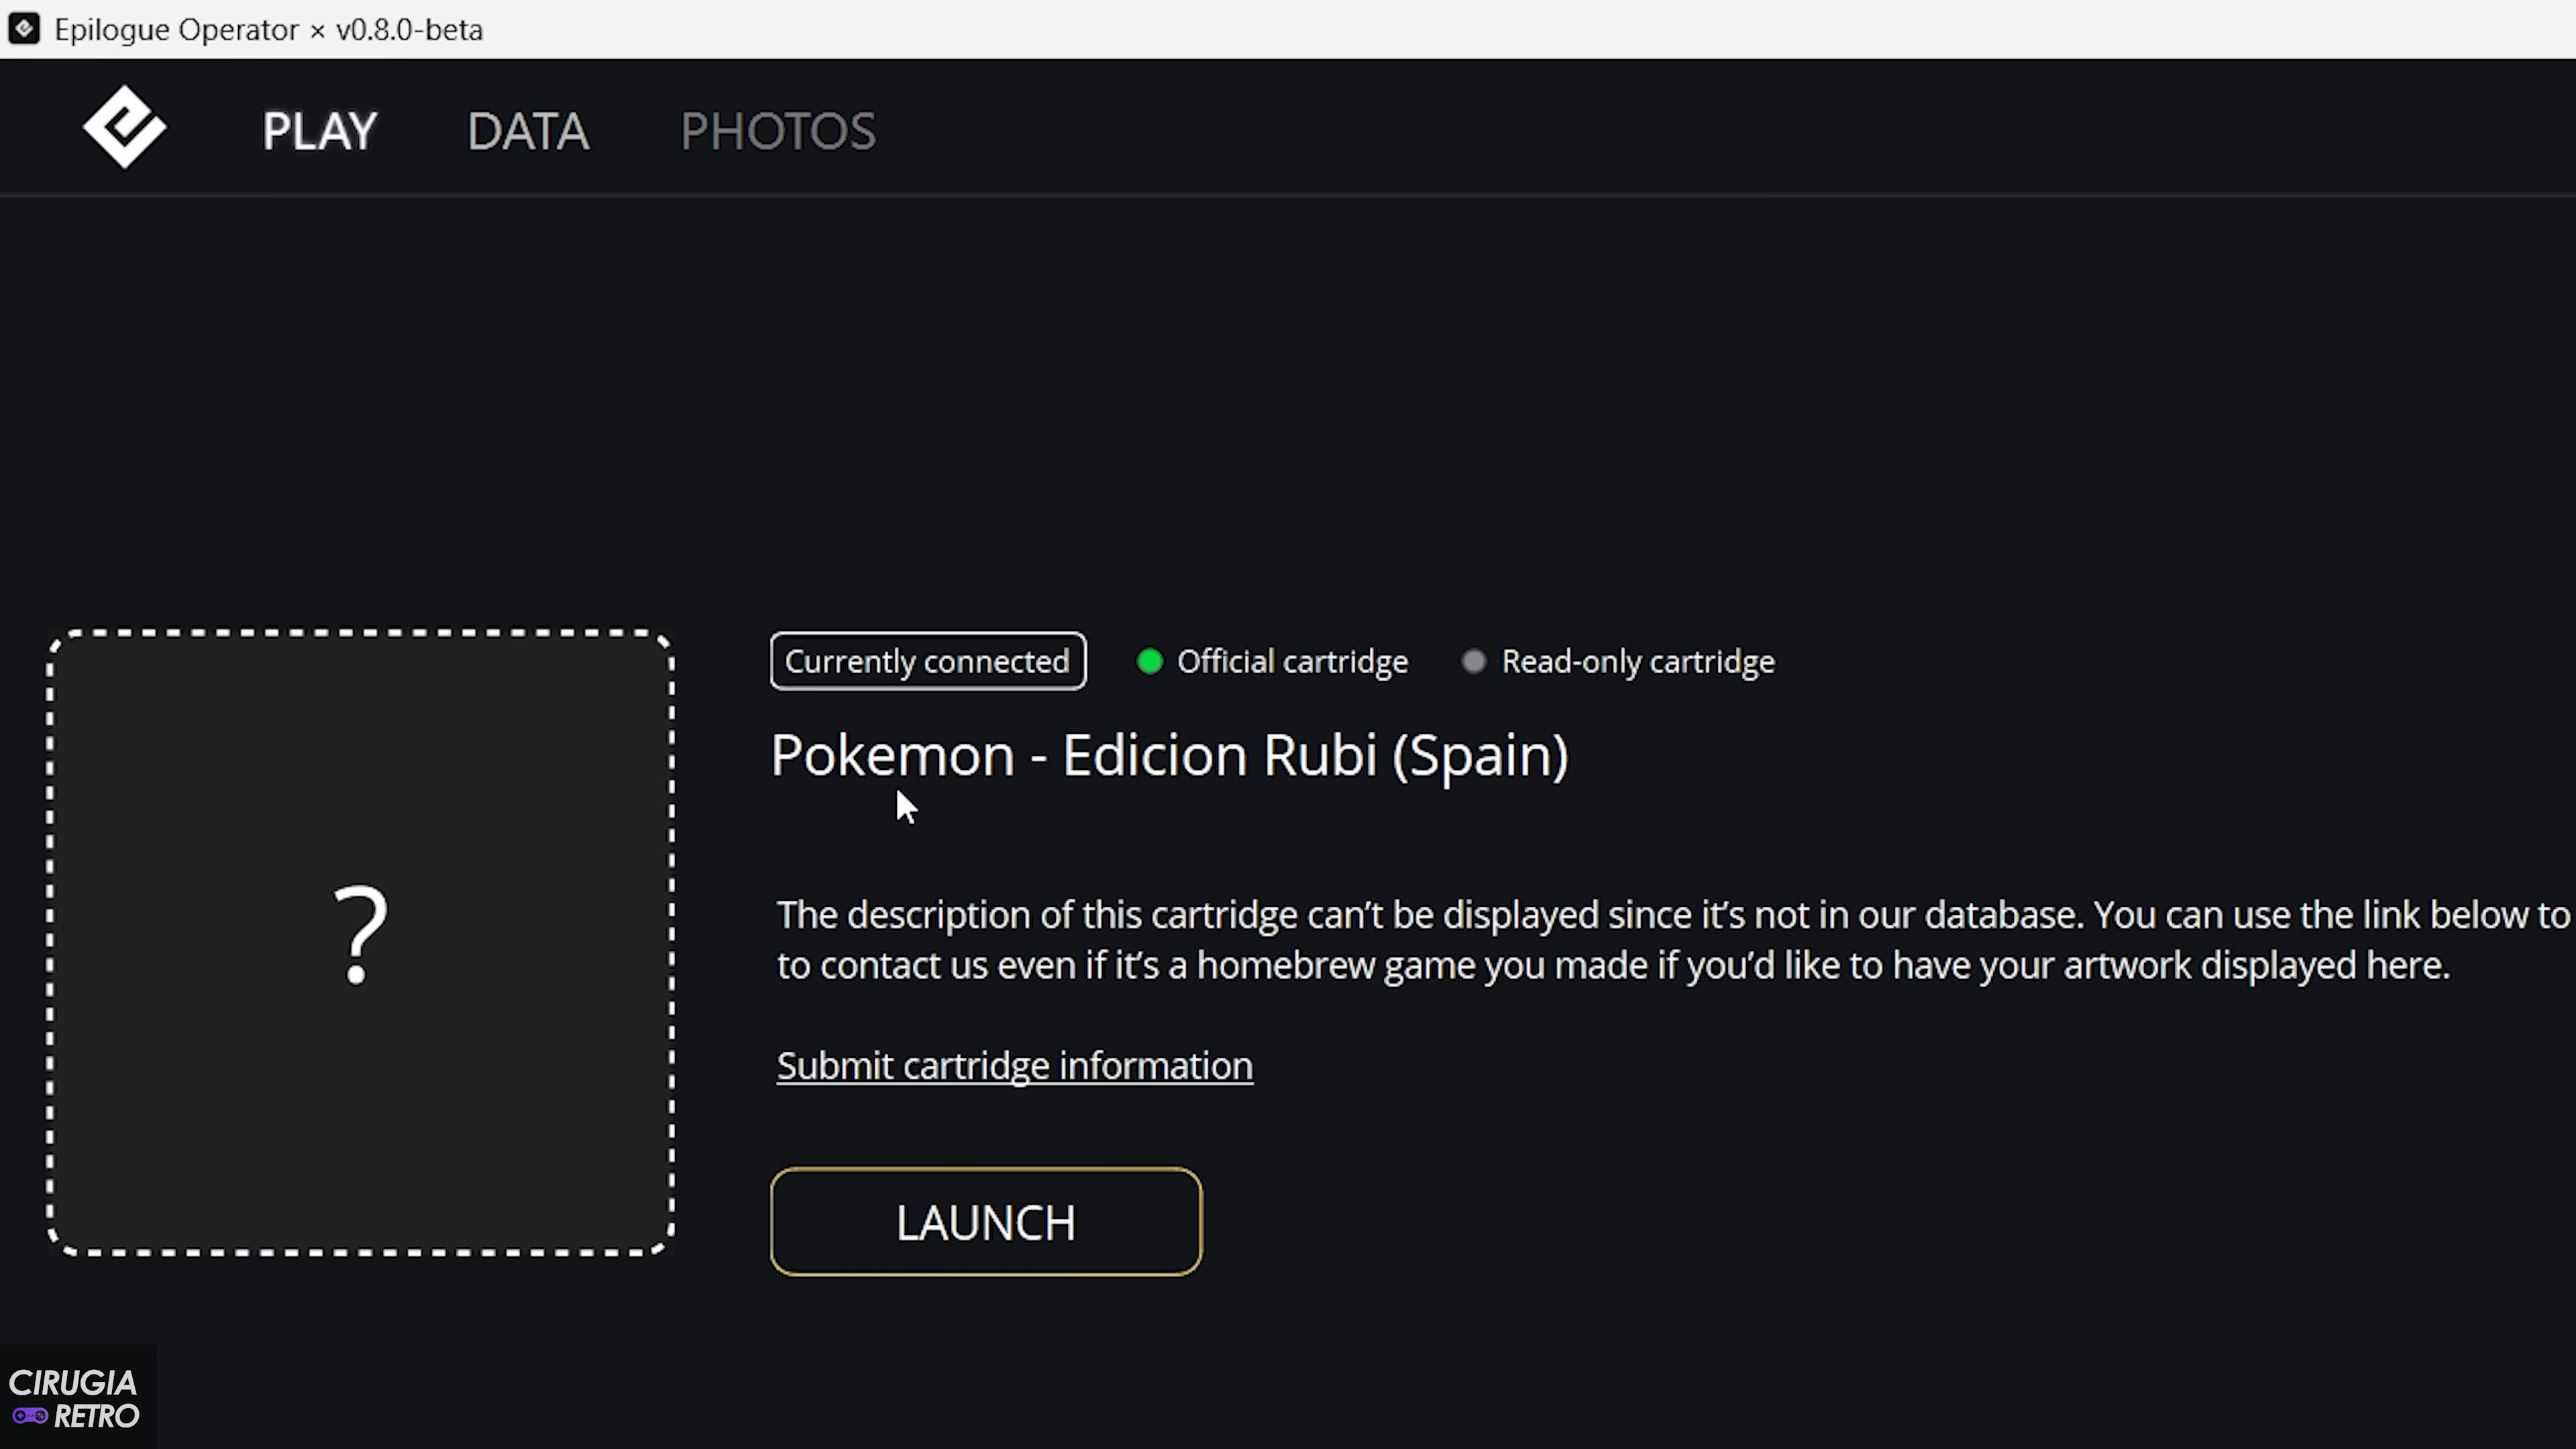 Epilogue Operator × v0.8.0-beta
PLAY DATA PHOTOS
Currently connected Official cartridge Read-only cartridge
Pokemon - Edicion Rubi (Spain)
?
The description of this cartridge can’t be displayed since it’s not in our database. You can use the link below to
to contact us even if it’s a homebrew game you made if you’d like to have your artwork displayed here.
Submit cartridge information
LAUNCH
CIRUGIA
RETRO